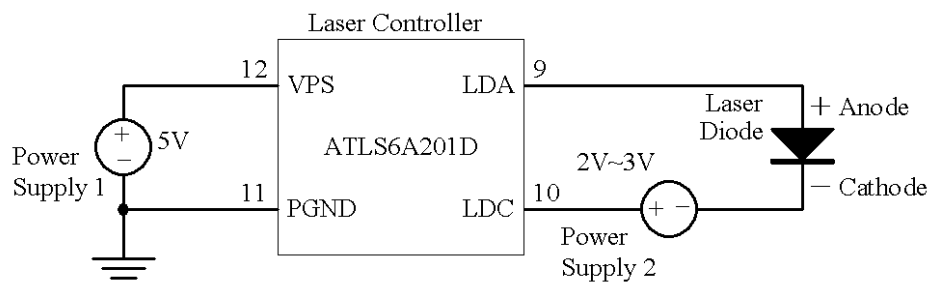 Laser Controller
12 VPS LDA 9
Laser
Diode
+ Anode
+
−
5V
ATLS6A201D
Power
Supply 1
2V~3V
− Cathode
11 PGND LDC 10
+ −
Power
Supply 2